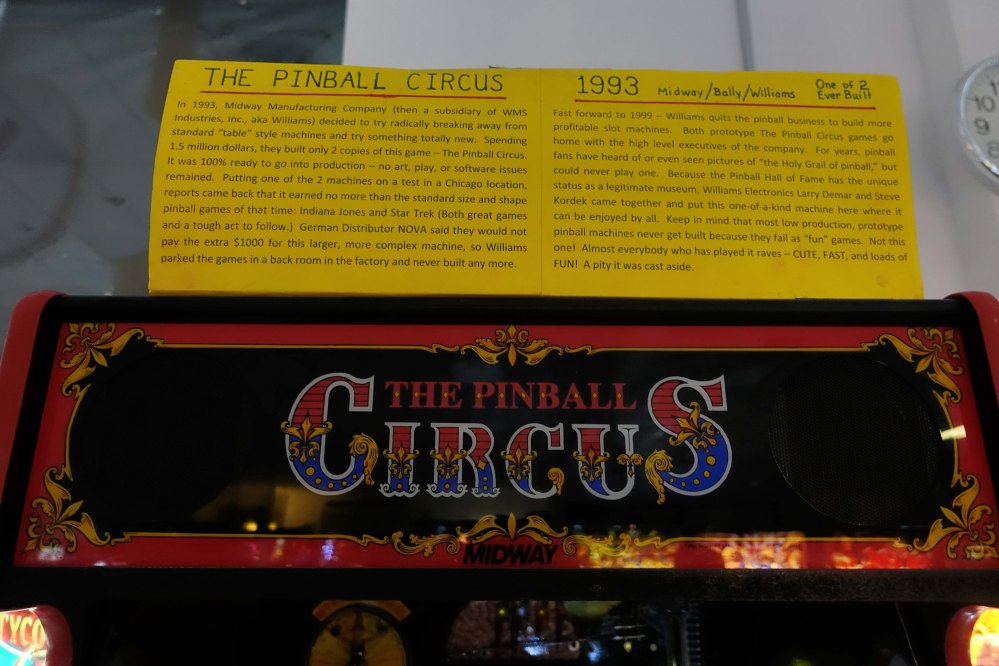 THE PINBALL CIRCUS
In 1993, Midway Manufacturing Company (then a subsidiary of WMS
Industries, Inc., aka Williams) decided to try radically breaking away from
standard “table” style machines and try something totally new. Spending
1.5 million dollars, they built only 2 copies of this game – The Pinball Circus.
It was 100% ready to go into production – no art, play, or software issues
remained. Putting one of the 2 machines on a test in a Chicago location,
reports came back that it earned no more than the standard size and shape
pinball games of that time: Indiana Jones and Star Trek (Both great games
and a tough act to follow.) German Distributor NOVA said they would not
pay the extra $1000 for this larger, more complex machine, so Williams
parked the games in a back room in the factory and never built any more.
1993 Midway/Bally/Williams
One of 2
Ever Built
Fast forward to 1999 – Williams quits the pinball business to build more
profitable slot machines. Both prototype The Pinball Circus games go
home with the high level executives of the company. For years, pinball
fans have heard of or even seen pictures of “the Holy Grail of pinball,” but
could never play one. Because the Pinball Hall of Fame has the unique
status as a legitimate museum, Williams Electronics Larry Demar and Steve
Kordek came together and put this one-of-a-kind machine here where it
can be enjoyed by all. Keep in mind that most low production, prototype
pinball machines never get built because they fail as “fun” games. Not this
one! Almost everybody who has played it raves – CUTE, FAST, and loads of
FUN! A pity it was cast aside.
10
9
8
THE PINBALL
CIRCUS
MIDWAY
TYCO